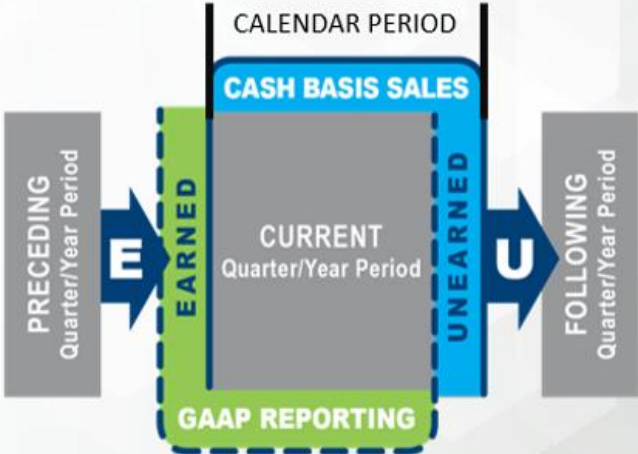 CALENDAR PERIOD
CASH BASIS SALES
PRECEDING
Quarter/Year Period
E
EARNED
CURRENT
Quarter/Year Period
UNEARNED
U
FOLLOWING
Quarter/Year Period
GAAP REPORTING